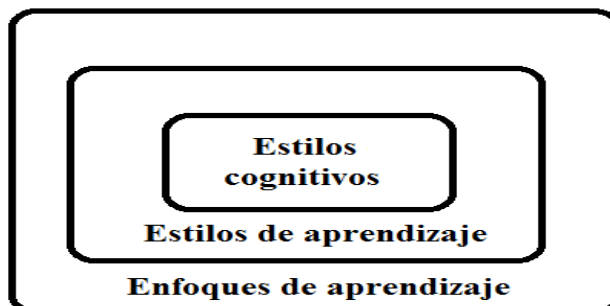 Estilos
cognitivos
Estilos de aprendizaje
Enfoques de aprendizaje